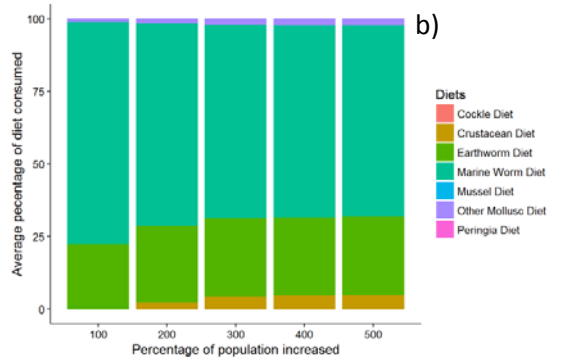 b)
100
75
50
25
0
Average pecentage of diet consumed
100 200 300 400 500
Percentage of population increased
Diets
Cockle Diet
Crustacean Diet
Earthworm Diet
Marine Worm Diet
Mussel Diet
Other Mollusc Diet
Peringia Diet